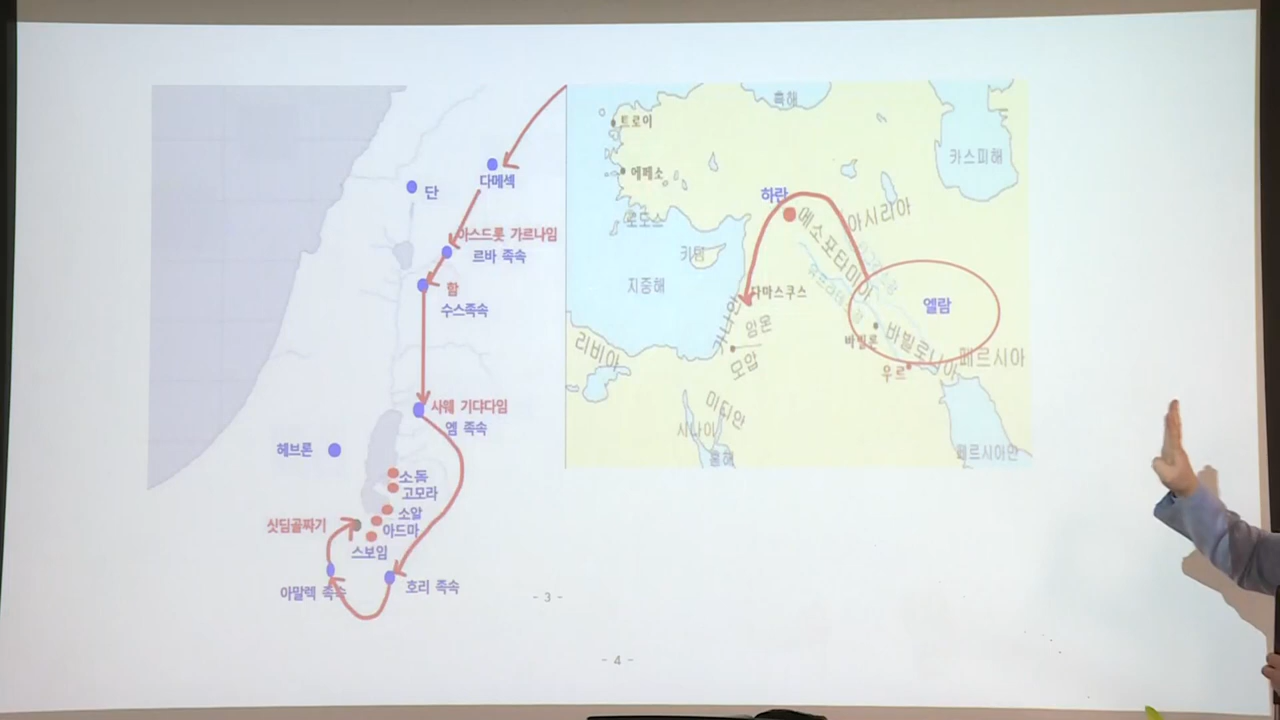 다메섹
단
아스드롯 가르나임
르바 족속
함
수스족속
사웨 기랴다임
엠 족속
헤브론
소돔
고모라
소알
싯딤골짜기
아드마
스보임
아말렉 족속
호리 족속
흑해
트로이
카스피해
에페소
하란
로도스
메소포타미아
아시리아
키프
지중해
다마스쿠스
엘람
가나안
암몬
바빌론
바빌로니아
리비아
모압
우르
페르시아
미디안
시나이
홍해
페르시아만
- 3 -
- 4 -